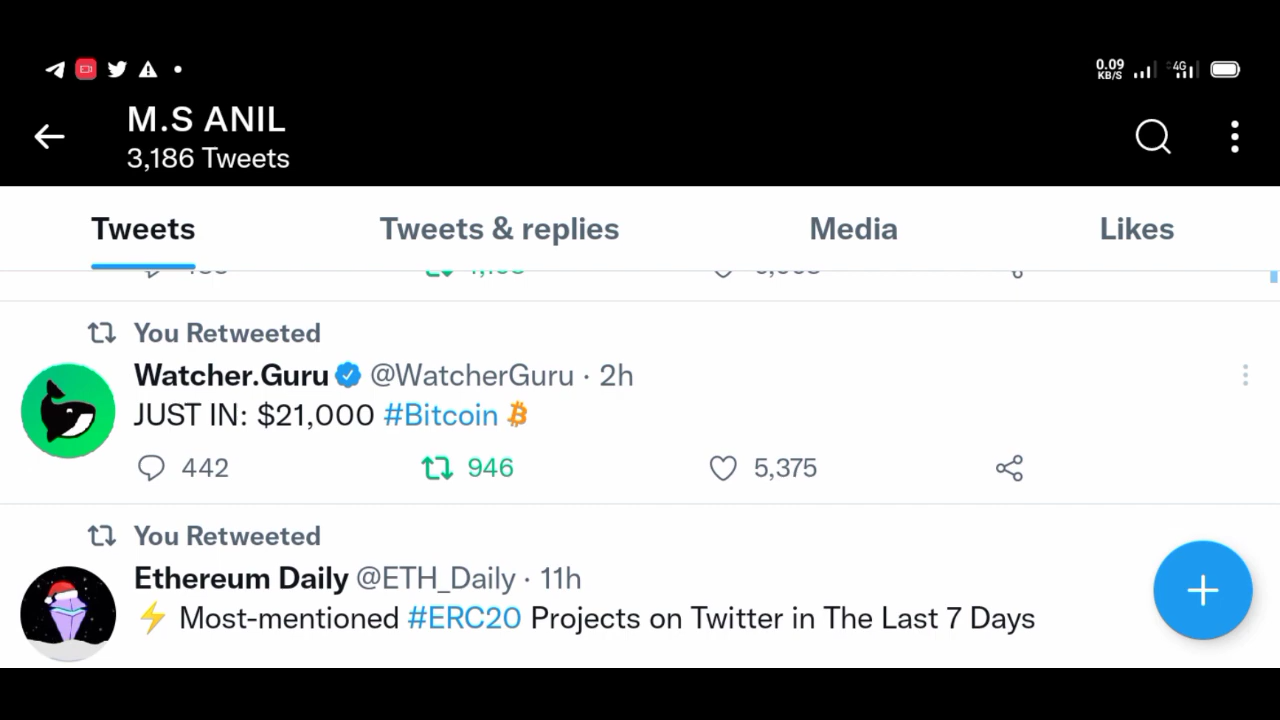 0.09
KB/S
4G
M.S ANIL
3,186 Tweets
Tweets
Tweets & replies
Media
Likes
You Retweeted
Watcher.Guru @WatcherGuru · 2h
JUST IN: $21,000 #Bitcoin
442
946
5,375
You Retweeted
Ethereum Daily @ETH_Daily · 11h
⚡ Most-mentioned #ERC20 Projects on Twitter in The Last 7 Days